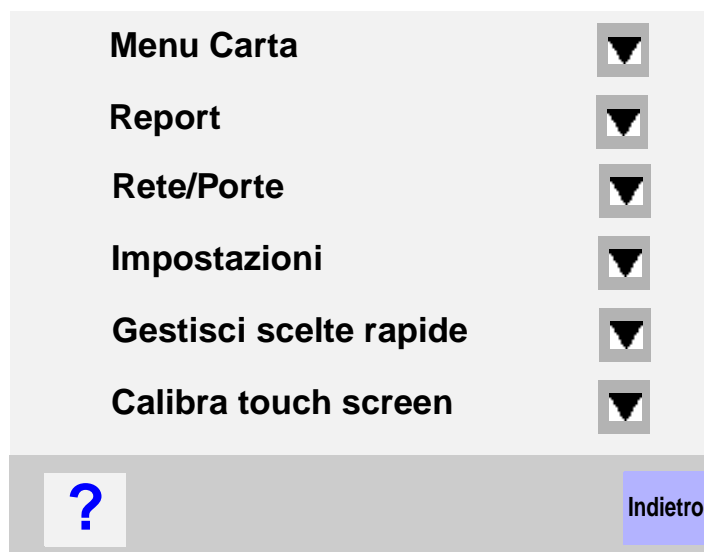 Menu Carta
Report
Rete/Porte
Impostazioni
Gestisci scelte rapide
Calibra touch screen
?
Indietro